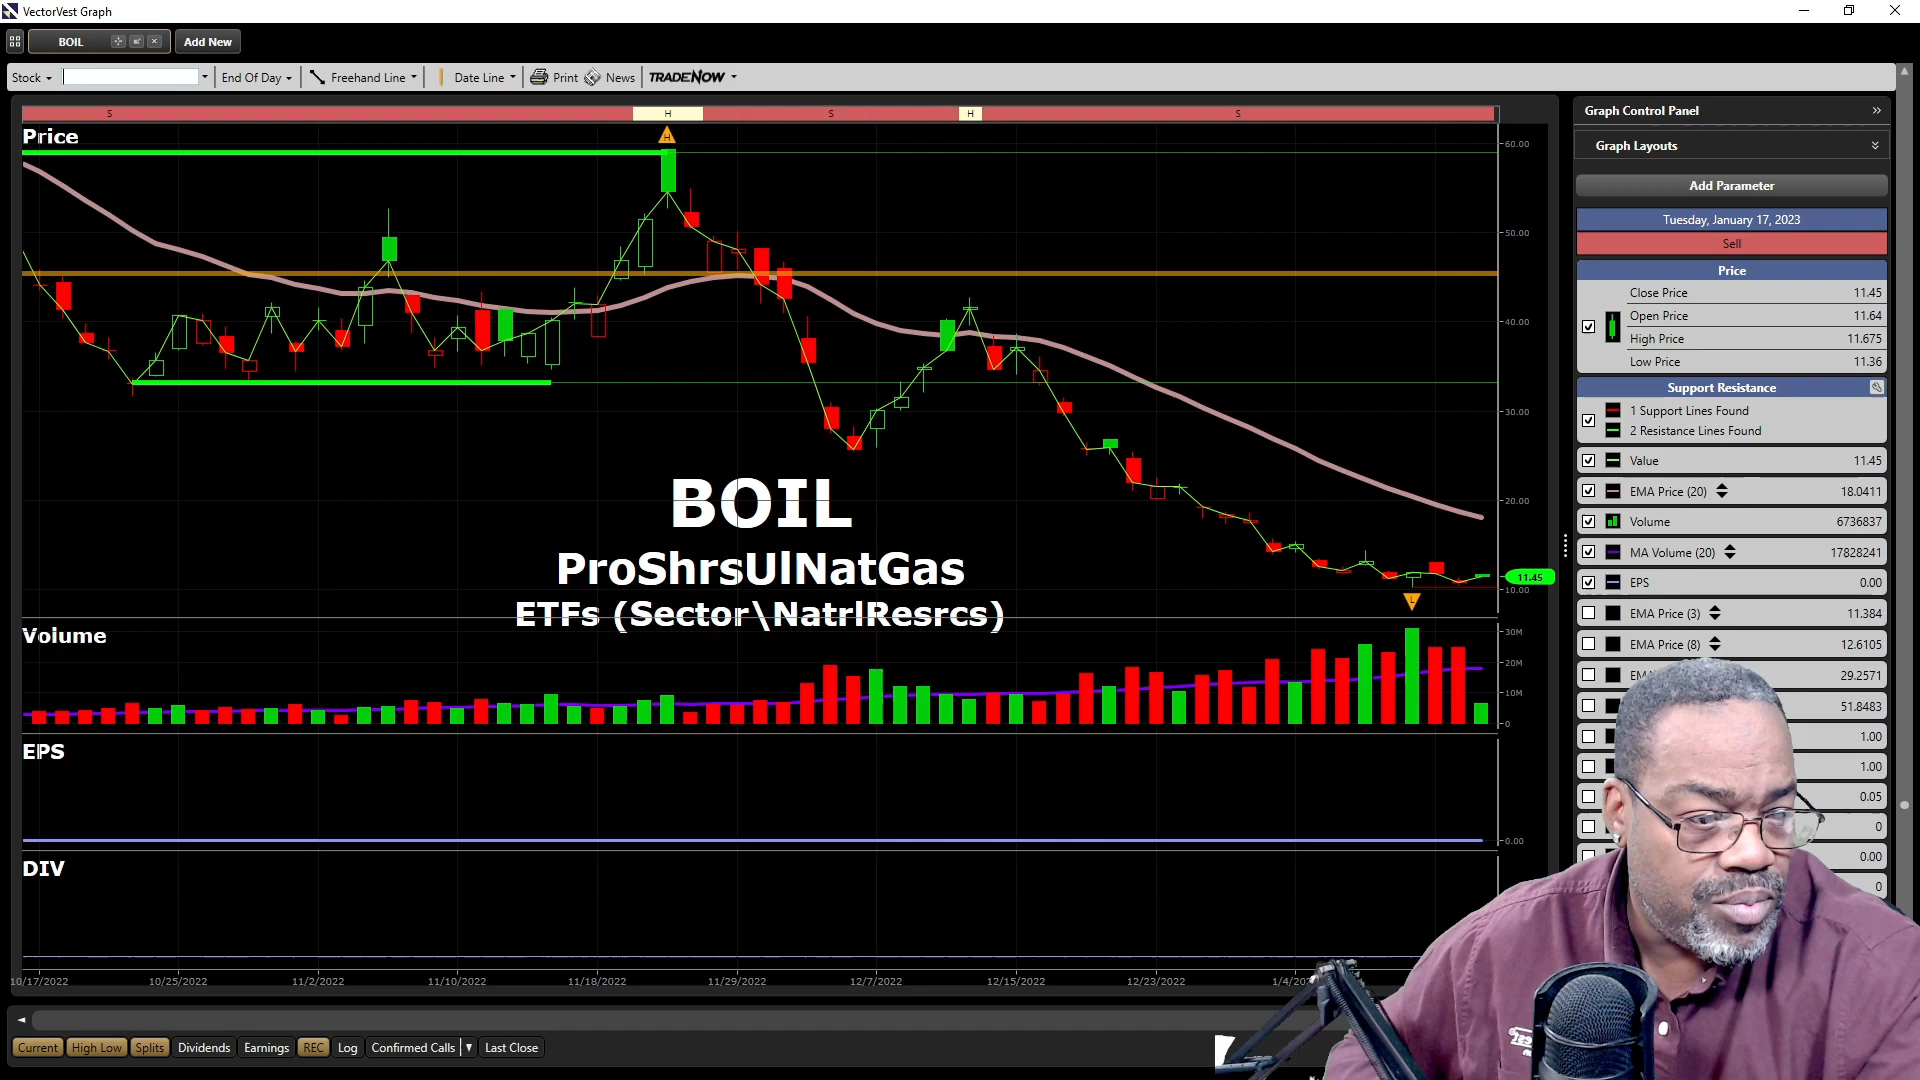 VectorVest Graph
BOIL
Add New
Stock
End Of Day
Freehand Line
Date Line
Print
News
TRADENOW
S H S H S
Price
H
60.00
50.00
40.00
30.00
20.00
11.45
10.00
L
BOIL
ProShrsUlNatGas
ETFs (Sector\NatrlResrcs)
Volume
30M
20M
10M
0
EPS
0.00
DIV
10/17/2022 10/25/2022 11/2/2022 11/10/2022 11/18/2022 11/29/2022 12/7/2022 12/15/2022 12/23/2022
Current High Low Splits Dividends Earnings REC Log Confirmed Calls Last Close
Graph Control Panel
Graph Layouts
Add Parameter
Tuesday, January 17, 2023
Sell
Price
Close Price 11.45
Open Price 11.64
High Price 11.675
Low Price 11.36
Support Resistance
1 Support Lines Found
2 Resistance Lines Found
Value 11.45
EMA Price (20) 18.0411
Volume 6736837
MA Volume (20) 17828241
EPS 0.00
EMA Price (3) 11.384
EMA Price (8) 12.6105
29.2571
51.8483
1.00
1.00
0.05
0
0.00
0